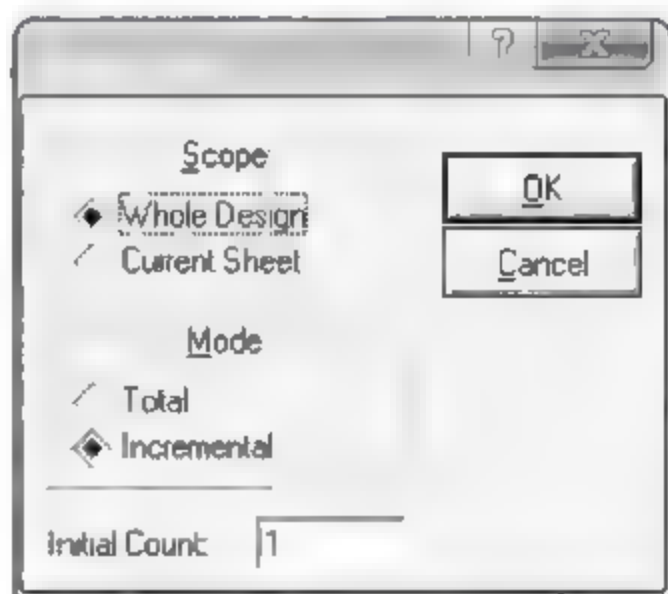 Scope
Whole Design
Current Sheet
OK
Cancel
Mode
Total
Incremental
Initial Count: 1